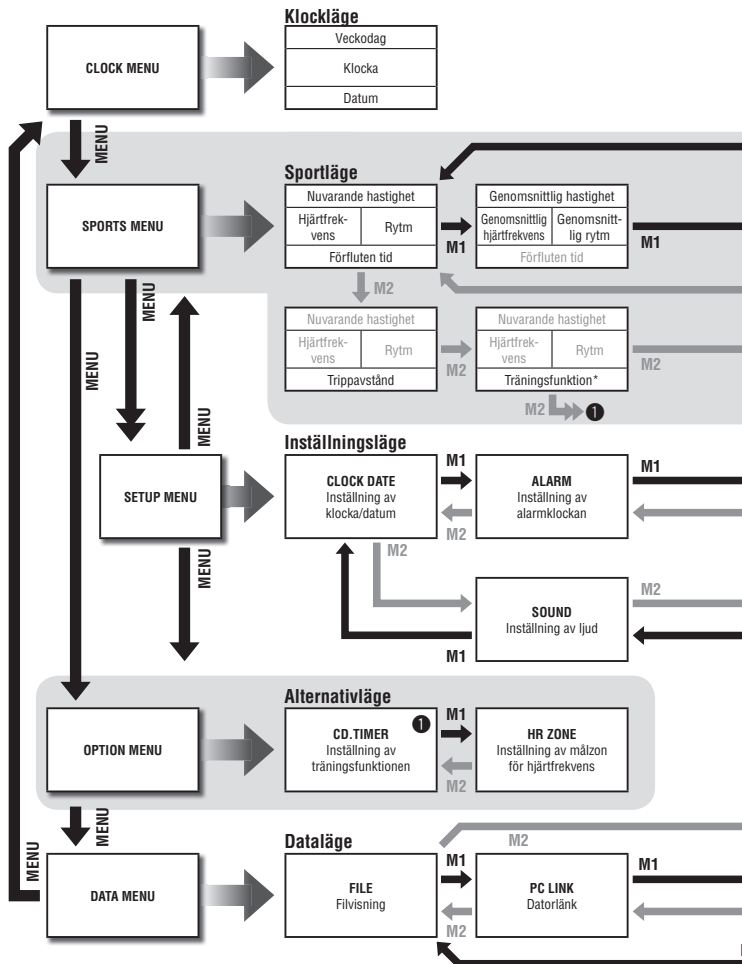 Klockläge
CLOCK MENU
Veckodag
Klocka
Datum
MENU
Sportläge
SPORTS MENU
Nuvarande hastighet
Hjärtfrek-
vens
Rytm
Förfluten tid
M1
Genomsnittlig hastighet
Genomsnittlig
hjärtfrekvens
Genomsnitt-
lig rytm
Förfluten tid
M1
M2
MENU
MENU
MENU
Nuvarande hastighet
Hjärtfrek-
vens
Rytm
Trippavstånd
M2
Nuvarande hastighet
Hjärtfrek-
vens
Rytm
Träningsfunktion*
M2
M2 ❶
Inställningsläge
SETUP MENU
CLOCK DATE
Inställning av
klocka/datum
M1
M2
ALARM
Inställning av
alarmklockan
M1
M2
MENU
SOUND
Inställning av ljud
M2
M1
Alternativläge
OPTION MENU
CD.TIMER ❶
Inställning av
träningsfunktionen
M1
M2
HR ZONE
Inställning av målzon
för hjärtfrekvens
MENU
MENU
Dataläge
DATA MENU
FILE
Filvisning
M2
M1
M2
PC LINK
Datorlänk
M1